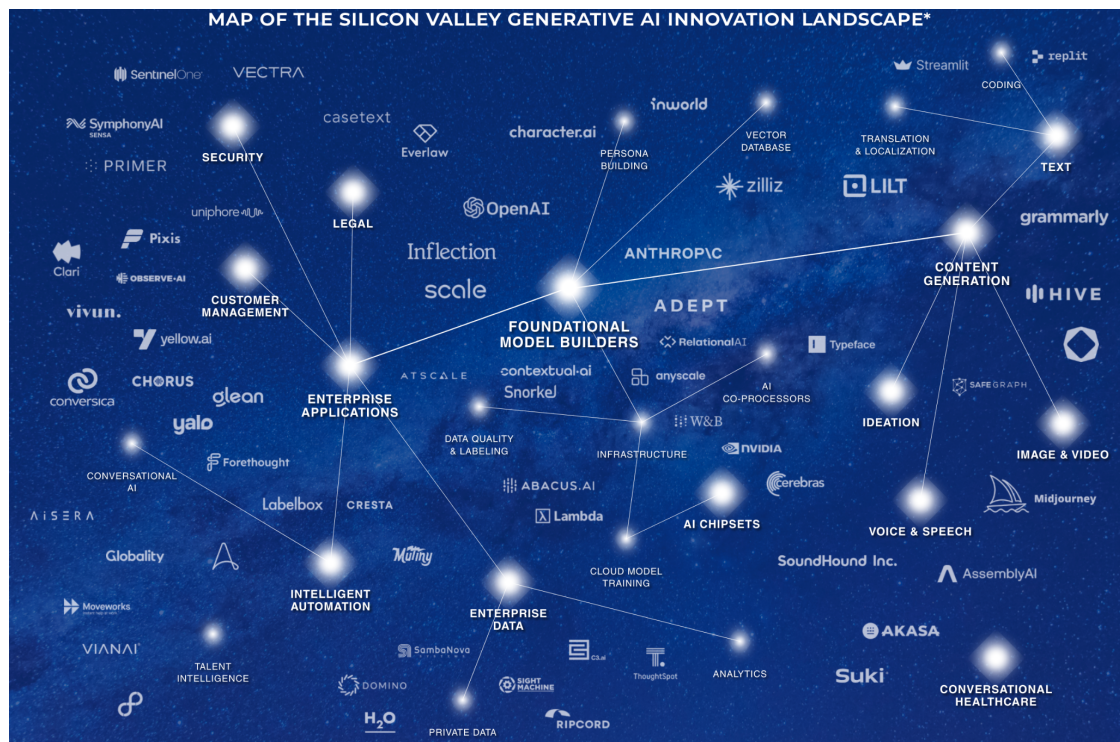 MAP OF THE SILICON VALLEY GENERATIVE AI INNOVATION LANDSCAPE*
SentinelOne
VECTRA
Streamlit
replit
CODING
SymphonyAI
SENSA
SECURITY
PRIMER
casetext
Everlaw
character.ai
inworld
PERSONA
BUILDING
VECTOR
DATABASE
TRANSLATION
& LOCALIZATION
TEXT
zilliz
LILT
uniphore
LEGAL
OpenAI
grammarly
Clari
Pixis
OBSERVE•AI
Inflection
ANTHROP\C
CONTENT
GENERATION
HIVE
vivun.
CUSTOMER
MANAGEMENT
scale
ADEPT
yellow.ai
FOUNDATIONAL
MODEL BUILDERS
RelationalAI
Typeface
conversica
CHORUS
glean
yalo
ENTERPRISE
APPLICATIONS
ATSCALE
contextual·ai
Snorkel
anyscale
AI
CO-PROCESSORS
SAFEGRAPH
IDEATION
IMAGE & VIDEO
DATA QUALITY
& LABELING
W&B
INFRASTRUCTURE
NVIDIA
CONVERSATIONAL
AI
Forethought
AISERA
Labelbox
CRESTA
ABACUS.AI
Lambda
AI CHIPSETS
cerebras
VOICE & SPEECH
Midjourney
Globality
Mutiny
INTELLIGENT
AUTOMATION
CLOUD MODEL
TRAINING
SoundHound Inc.
AssemblyAI
Moveworks
ENTERPRISE
DATA
VIANAI
TALENT
INTELLIGENCE
SambaNova
SYSTEMS
C3.ai
ThoughtSpot
ANALYTICS
AKASA
Suki
CONVERSATIONAL
HEALTHCARE
DOMINO
SIGHT
MACHINE
H2O
PRIVATE DATA
RIPCORD